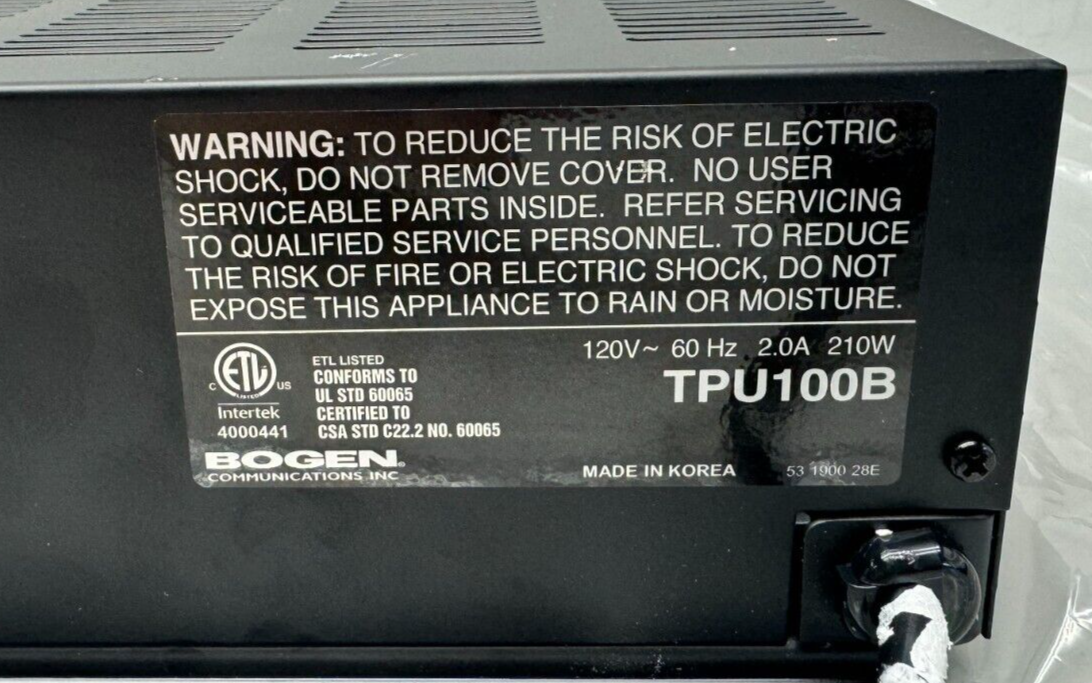 WARNING: TO REDUCE THE RISK OF ELECTRIC
SHOCK, DO NOT REMOVE COVER. NO USER
SERVICEABLE PARTS INSIDE. REFER SERVICING
TO QUALIFIED SERVICE PERSONNEL. TO REDUCE
THE RISK OF FIRE OR ELECTRIC SHOCK, DO NOT
EXPOSE THIS APPLIANCE TO RAIN OR MOISTURE.
120V~ 60 Hz 2.0A 210W
TPU100B
C ETL US
LISTED
Intertek
4000441
ETL LISTED
CONFORMS TO
UL STD 60065
CERTIFIED TO
CSA STD C22.2 NO. 60065
BOGEN®
COMMUNICATIONS INC
MADE IN KOREA 53 1900 28E